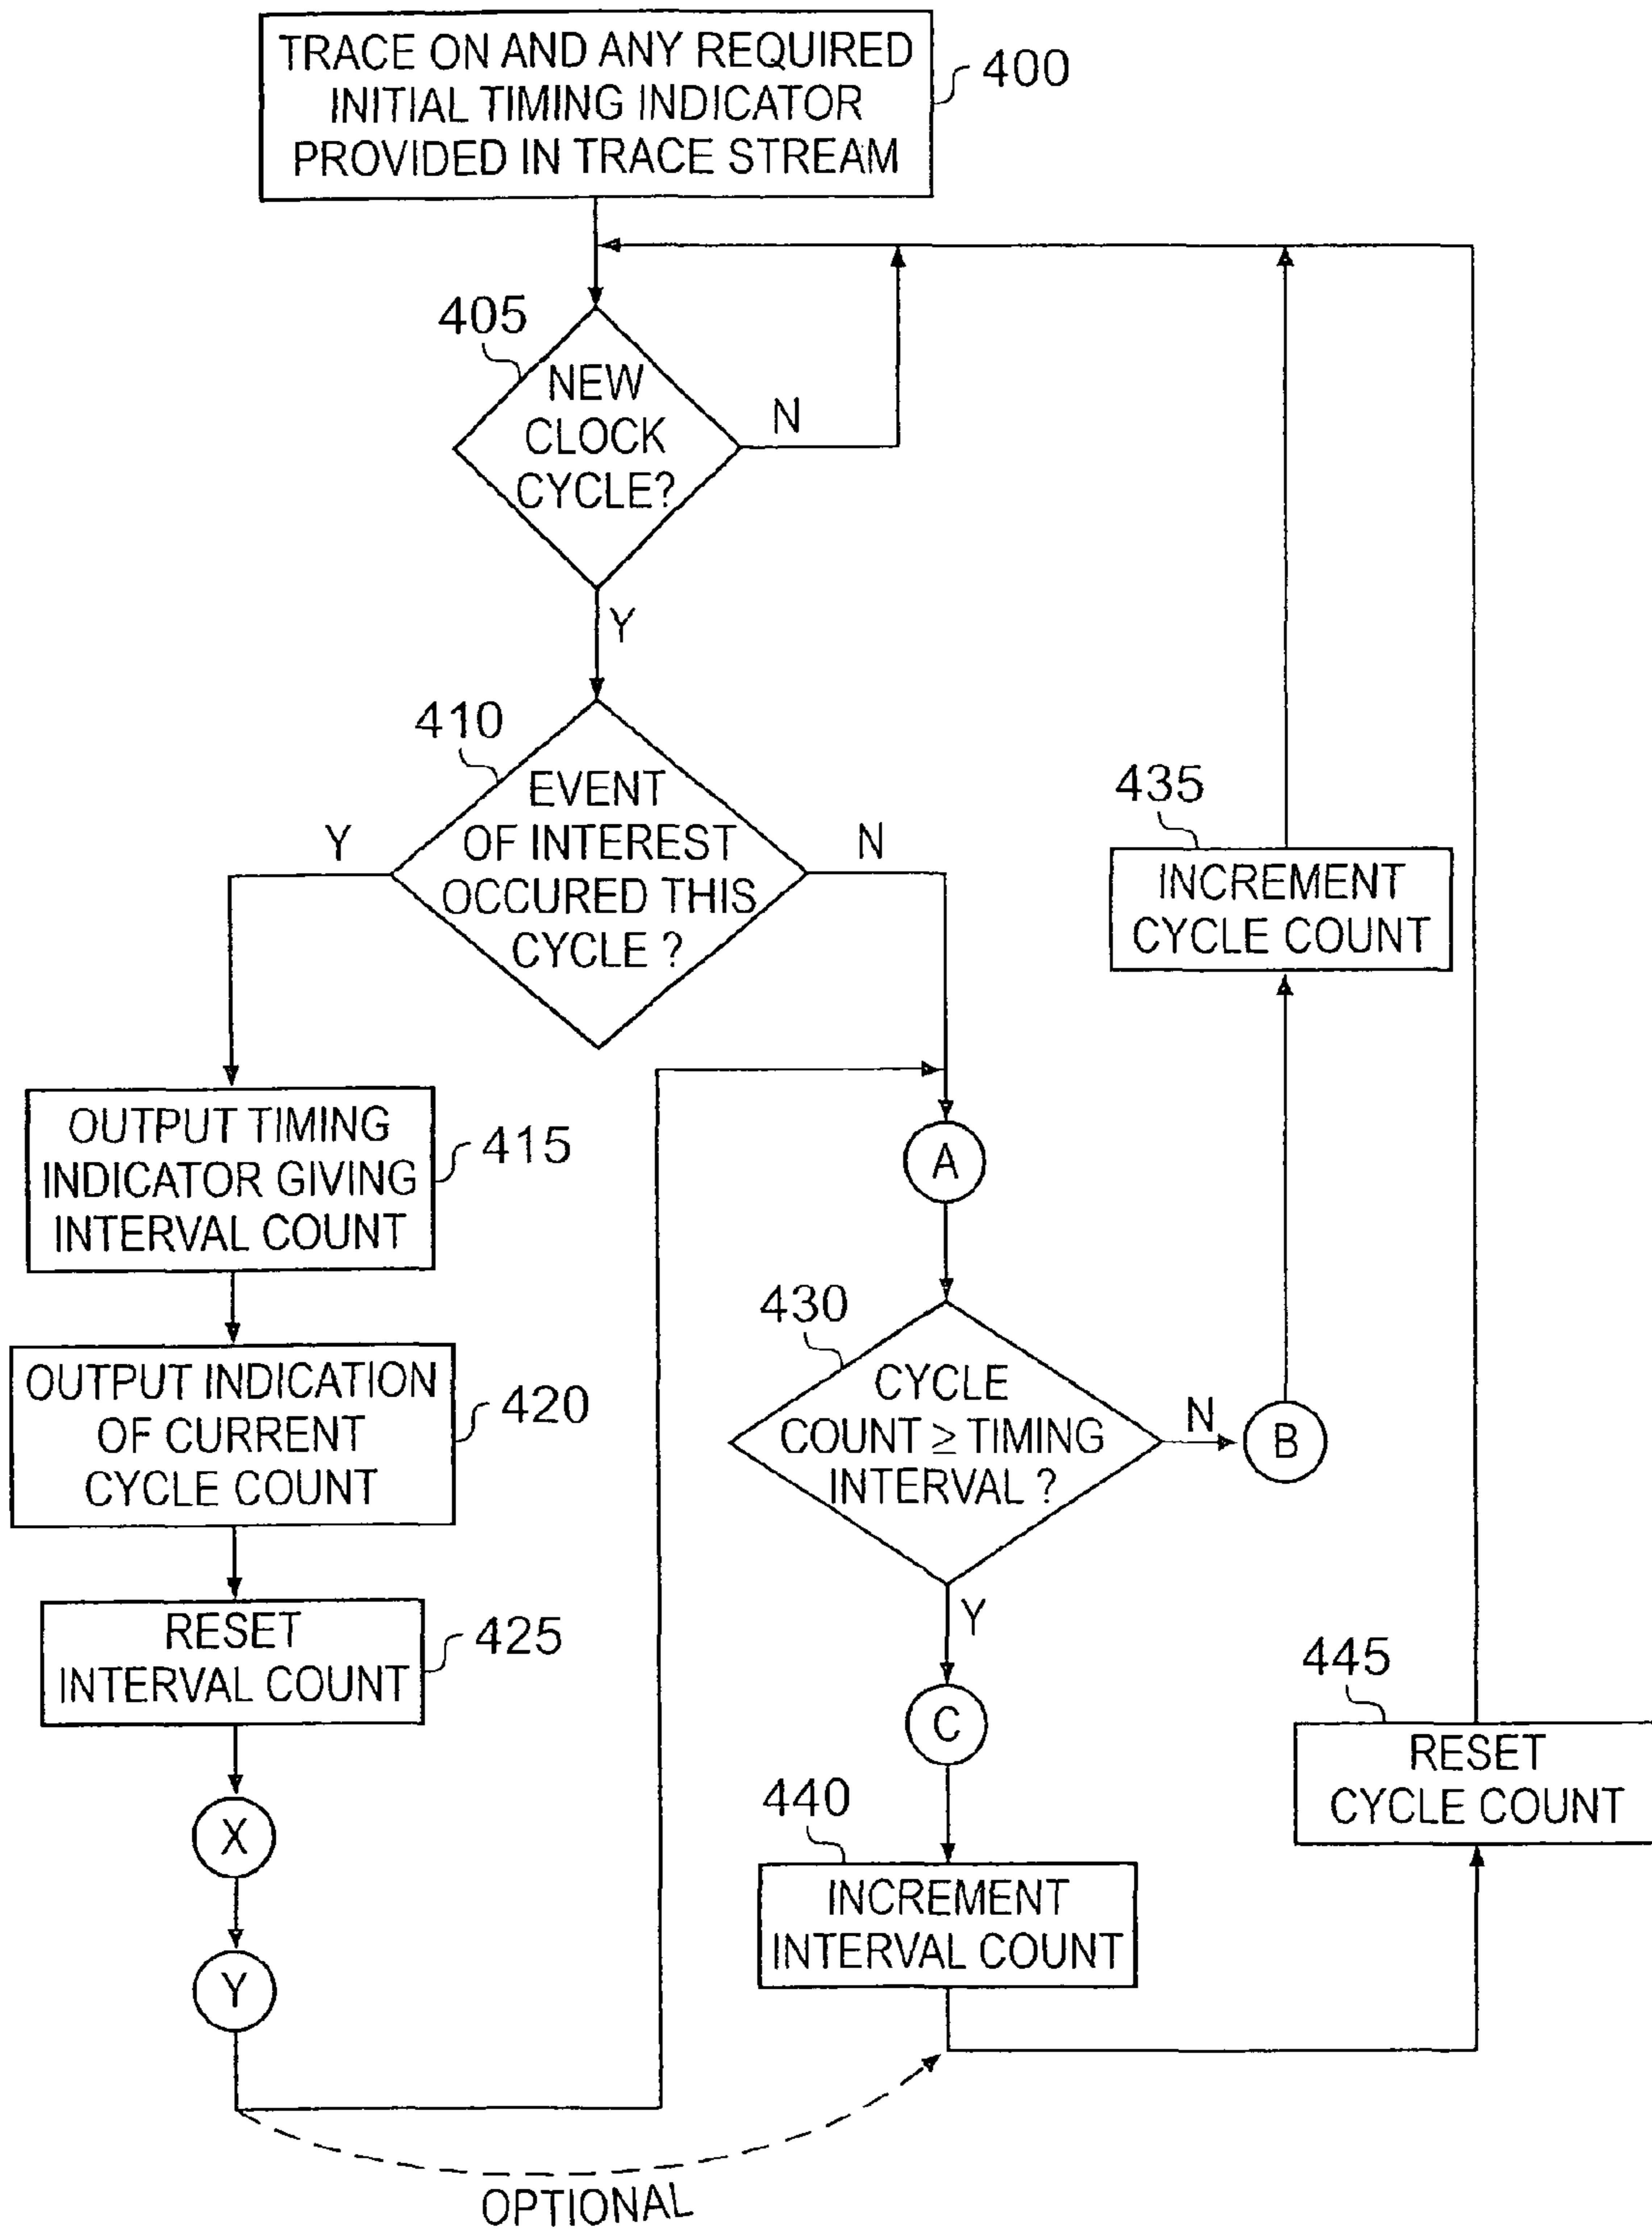 TRACE ON AND ANY REQUIRED
INITIAL TIMING INDICATOR
PROVIDED IN TRACE STREAM
400
405
NEW
CLOCK
CYCLE?
N
Y
410
EVENT
OF INTEREST
OCCURED THIS
CYCLE ?
Y
N
435
INCREMENT
CYCLE COUNT
OUTPUT TIMING
INDICATOR GIVING
INTERVAL COUNT
415
A
OUTPUT INDICATION
OF CURRENT
CYCLE COUNT
420
430
CYCLE
COUNT ≥ TIMING
INTERVAL ?
N
B
Y
RESET
INTERVAL COUNT
425
C
445
RESET
CYCLE COUNT
X
440
INCREMENT
INTERVAL COUNT
Y
OPTIONAL